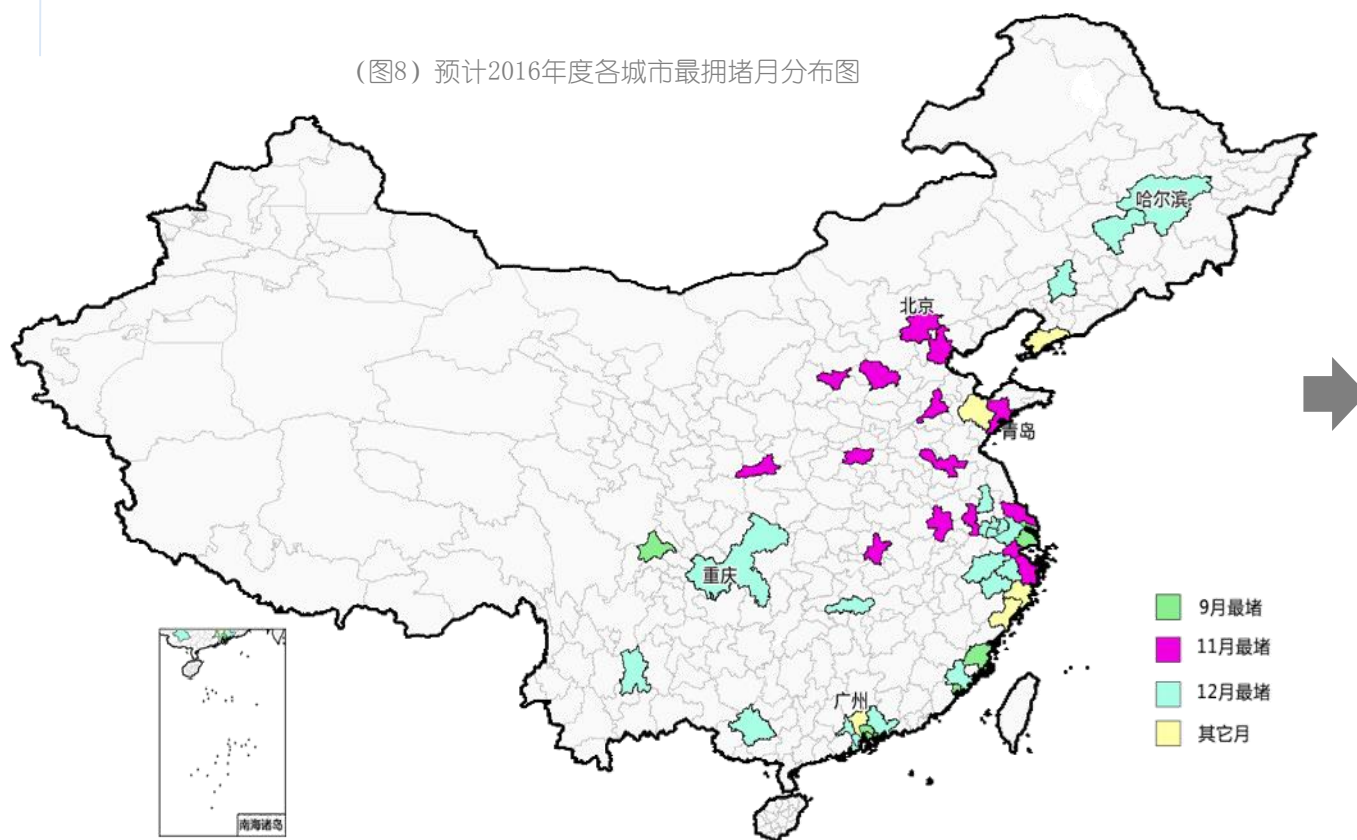 (图8) 预计2016年度各城市最拥堵月分布图
哈尔滨
北京
青岛
重庆
广州
9月最堵
11月最堵
12月最堵
其它月
南海诸岛